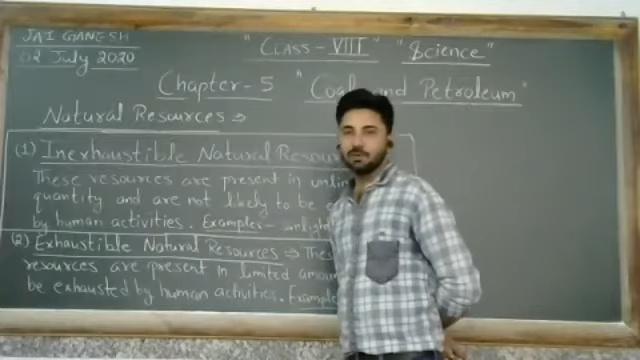 JAI GANESH
02 July 2020
"CLASS-VIII" "Science"
Chapter-5 "Coal and Petroleum"
Natural Resources ⇒
(1) Inexhaustible Natural
These resources are present in
quantity and are not likely to be
by human activities. Examples-
(2) Exhaustible Natural Resources ⇒
resources are present in limited
be exhausted by human activities.